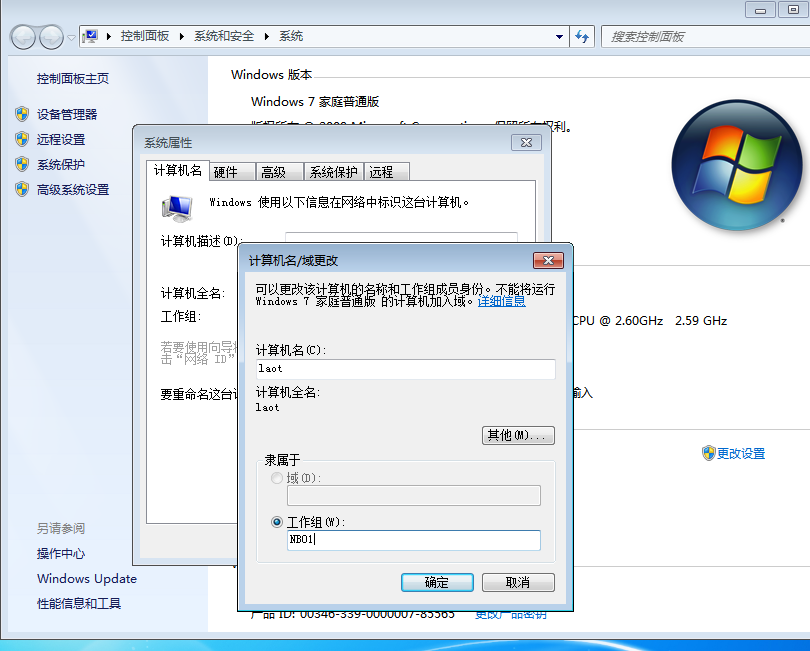 控制面板 ▸ 系统和安全 ▸ 系统
搜索控制面板
控制面板主页
设备管理器
远程设置
系统保护
高级系统设置
Windows 版本
Windows 7 家庭普通版
系统属性
计算机名 硬件 高级 系统保护 远程
Windows 使用以下信息在网络中标识这台计算机。
计算机描述(D):
计算机全名:
工作组:
若要使用向导
击“网络 ID”
要重命名这台
计算机名/域更改
可以更改该计算机的名称和工作组成员身份。不能将运行
Windows 7 家庭普通版 的计算机加入域。详细信息
计算机名(C):
laot
计算机全名:
laot
其他(M)...
隶属于
域(D):
工作组(W):
NB01
确定 取消
CPU @ 2.60GHz 2.59 GHz
输入
更改设置
另请参阅
操作中心
Windows Update
性能信息和工具
产品 ID: 00346-339-0000007-85565 更改产品密钥